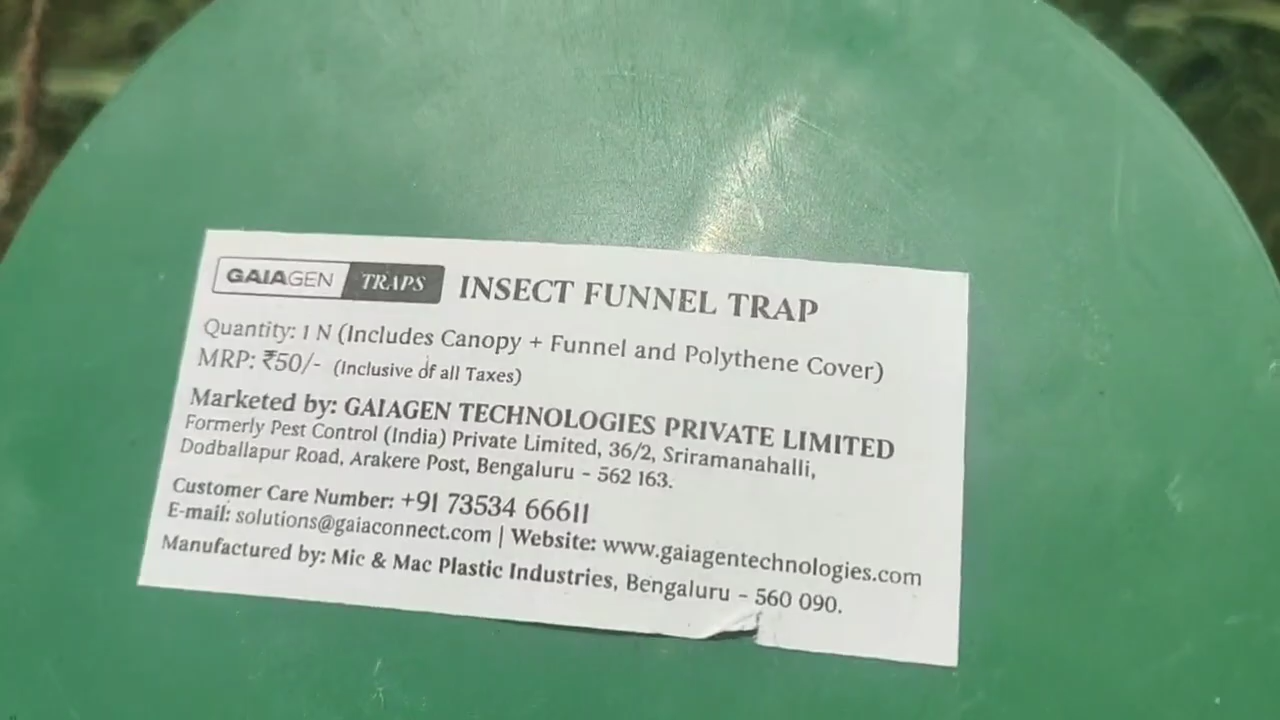 GAIAGEN TRAPS INSECT FUNNEL TRAP
Quantity: 1 N (Includes Canopy + Funnel and Polythene Cover)
MRP: ₹50/- (Inclusive of all Taxes)
Marketed by: GAIAGEN TECHNOLOGIES PRIVATE LIMITED
Formerly Pest Control (India) Private Limited, 36/2, Sriramanahalli,
Dodballapur Road, Arakere Post, Bengaluru - 562 163.
Customer Care Number: +91 73534 66611
E-mail: solutions@gaiaconnect.com | Website: www.gaiagentechnologies.com
Manufactured by: Mic & Mac Plastic Industries, Bengaluru - 560 090.